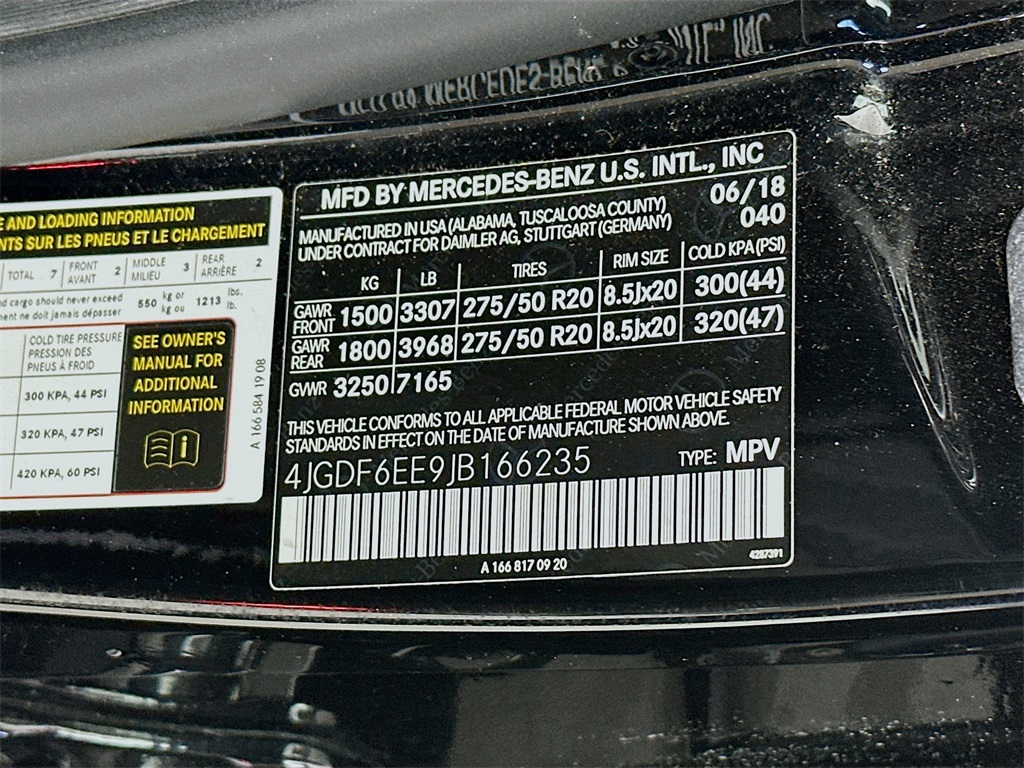 E AND LOADING INFORMATION
NTS SUR LES PNEUS ET LE CHARGEMENT
TOTAL 7 FRONT AVANT 2 MIDDLE MILIEU 3 REAR ARRIÈRE 2
nd cargo should never exceed 550 kg or 1213 lbs.
ment ne doit jamais dépasser kg ou lb.
COLD TIRE PRESSURE
PRESSION DES
PNEUS À FROID
300 KPA, 44 PSI
320 KPA, 47 PSI
420 KPA, 60 PSI
SEE OWNER'S
MANUAL FOR
ADDITIONAL
INFORMATION
A 166 584 19 08
MFD BY MERCEDES-BENZ U.S. INTL., INC
MANUFACTURED IN USA (ALABAMA, TUSCALOOSA COUNTY) 06/18
UNDER CONTRACT FOR DAIMLER AG, STUTTGART (GERMANY) 040
KG LB TIRES RIM SIZE COLD KPA(PSI)
GAWR FRONT 1500 3307 275/50 R20 8.5Jx20 300(44)
GAWR REAR 1800 3968 275/50 R20 8.5Jx20 320(47)
GVWR 3250 7165
THIS VEHICLE CONFORMS TO ALL APPLICABLE FEDERAL MOTOR VEHICLE SAFETY
STANDARDS IN EFFECT ON THE DATE OF MANUFACTURE SHOWN ABOVE.
4JGDF6EE9JB166235 TYPE: MPV
A 166 817 09 20
4287391